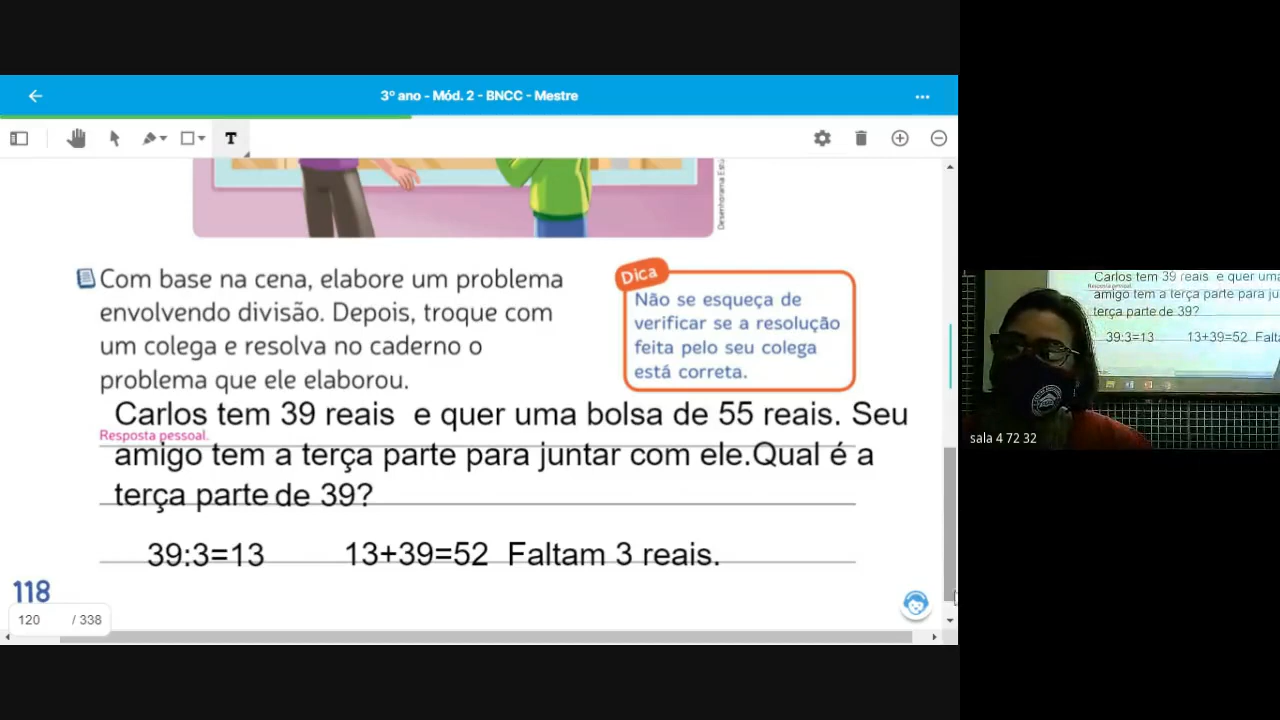 3º ano - Mód. 2 - BNCC - Mestre
T
Com base na cena, elabore um problema
envolvendo divisão. Depois, troque com
um colega e resolva no caderno o
problema que ele elaborou.
Dica
Não se esqueça de
verificar se a resolução
feita pelo seu colega
está correta.
Carlos tem 39 reais e quer uma bolsa de 55 reais. Seu
Resposta pessoal.
amigo tem a terça parte para juntar com ele.Qual é a
terça parte de 39?
39:3=13 13+39=52 Faltam 3 reais.
118
120 / 338
Carlos tem 39 reais e quer uma
Resposta pessoal.
amigo tem a terça parte para ju
terça parte de 39?
39:3=13 13+39=52 Falta
sala 4 72 32